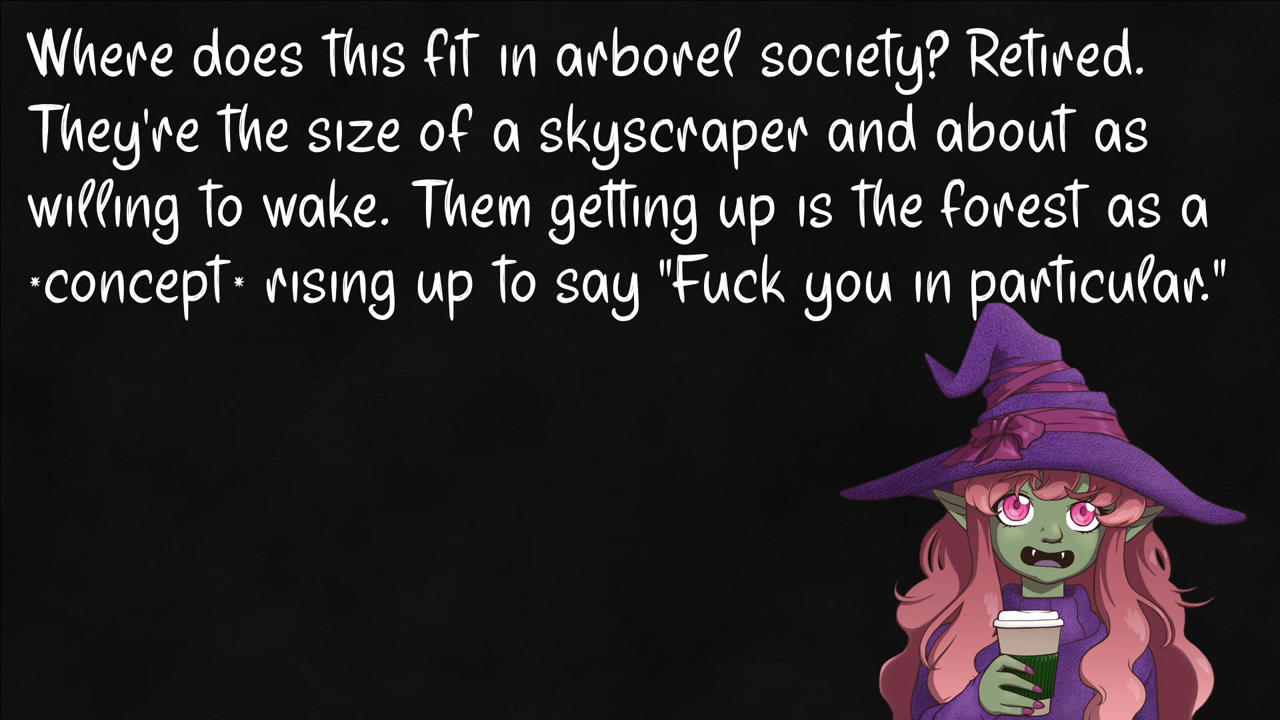 Where does this fit in arborel society? Retired.
They're the size of a skyscraper and about as
willing to wake. Them getting up is the forest as a
*concept* rising up to say "Fuck you in particular."